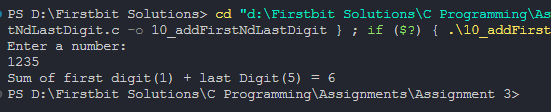 PS D:\Firstbit Solutions> cd "d:\Firstbit Solutions\C Programming\As
tNdLastDigit.c -o 10_addFirstNdLastDigit } ; if ($?) { .\10_addFirst
Enter a number:
1235
Sum of first digit(1) + last Digit(5) = 6
PS D:\Firstbit Solutions\C Programming\Assignments\Assignment 3>